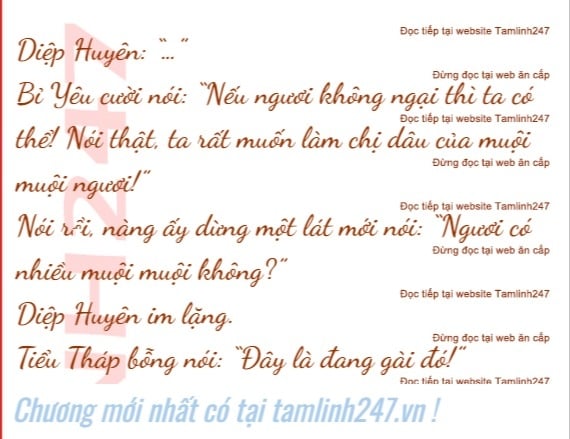 Đọc tiếp tại website Tamlinh247
Diệp Huyên: “...”
Đừng đọc tại web ăn cắp
Bỉ Yêu cười nói: “Nếu ngươi không ngại thì ta có
Đọc tiếp tại website Tamlinh247
thể! Nói thật, ta rất muốn làm chị dâu của muội
Đừng đọc tại web ăn cắp
muội ngươi!”
Đọc tiếp tại website Tamlinh247
Nói rồi, nàng ấy dừng một lát mới nói: “Ngươi có
Đừng đọc tại web ăn cắp
nhiều muội muội không?”
Đọc tiếp tại website Tamlinh247
Diệp Huyên im lặng.
Đừng đọc tại web ăn cắp
Tiểu Tháp bỗng nói: “Đây là đang gài đó!”
Đọc tiếp tại website Tamlinh247
NH247
Chương mới nhất có tại tamlinh247.vn !